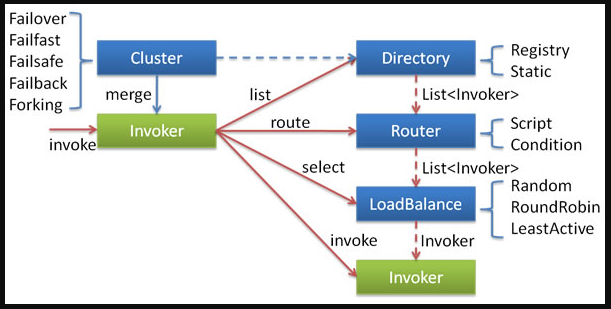 Failover
Failfast
Failsafe
Failback
Forking
Cluster
Directory
Registry
Static
merge
list
List<Invoker>
invoke
Invoker
route
Router
Script
Condition
select
List<Invoker>
LoadBalance
Random
RoundRobin
LeastActive
invoke
Invoker
Invoker